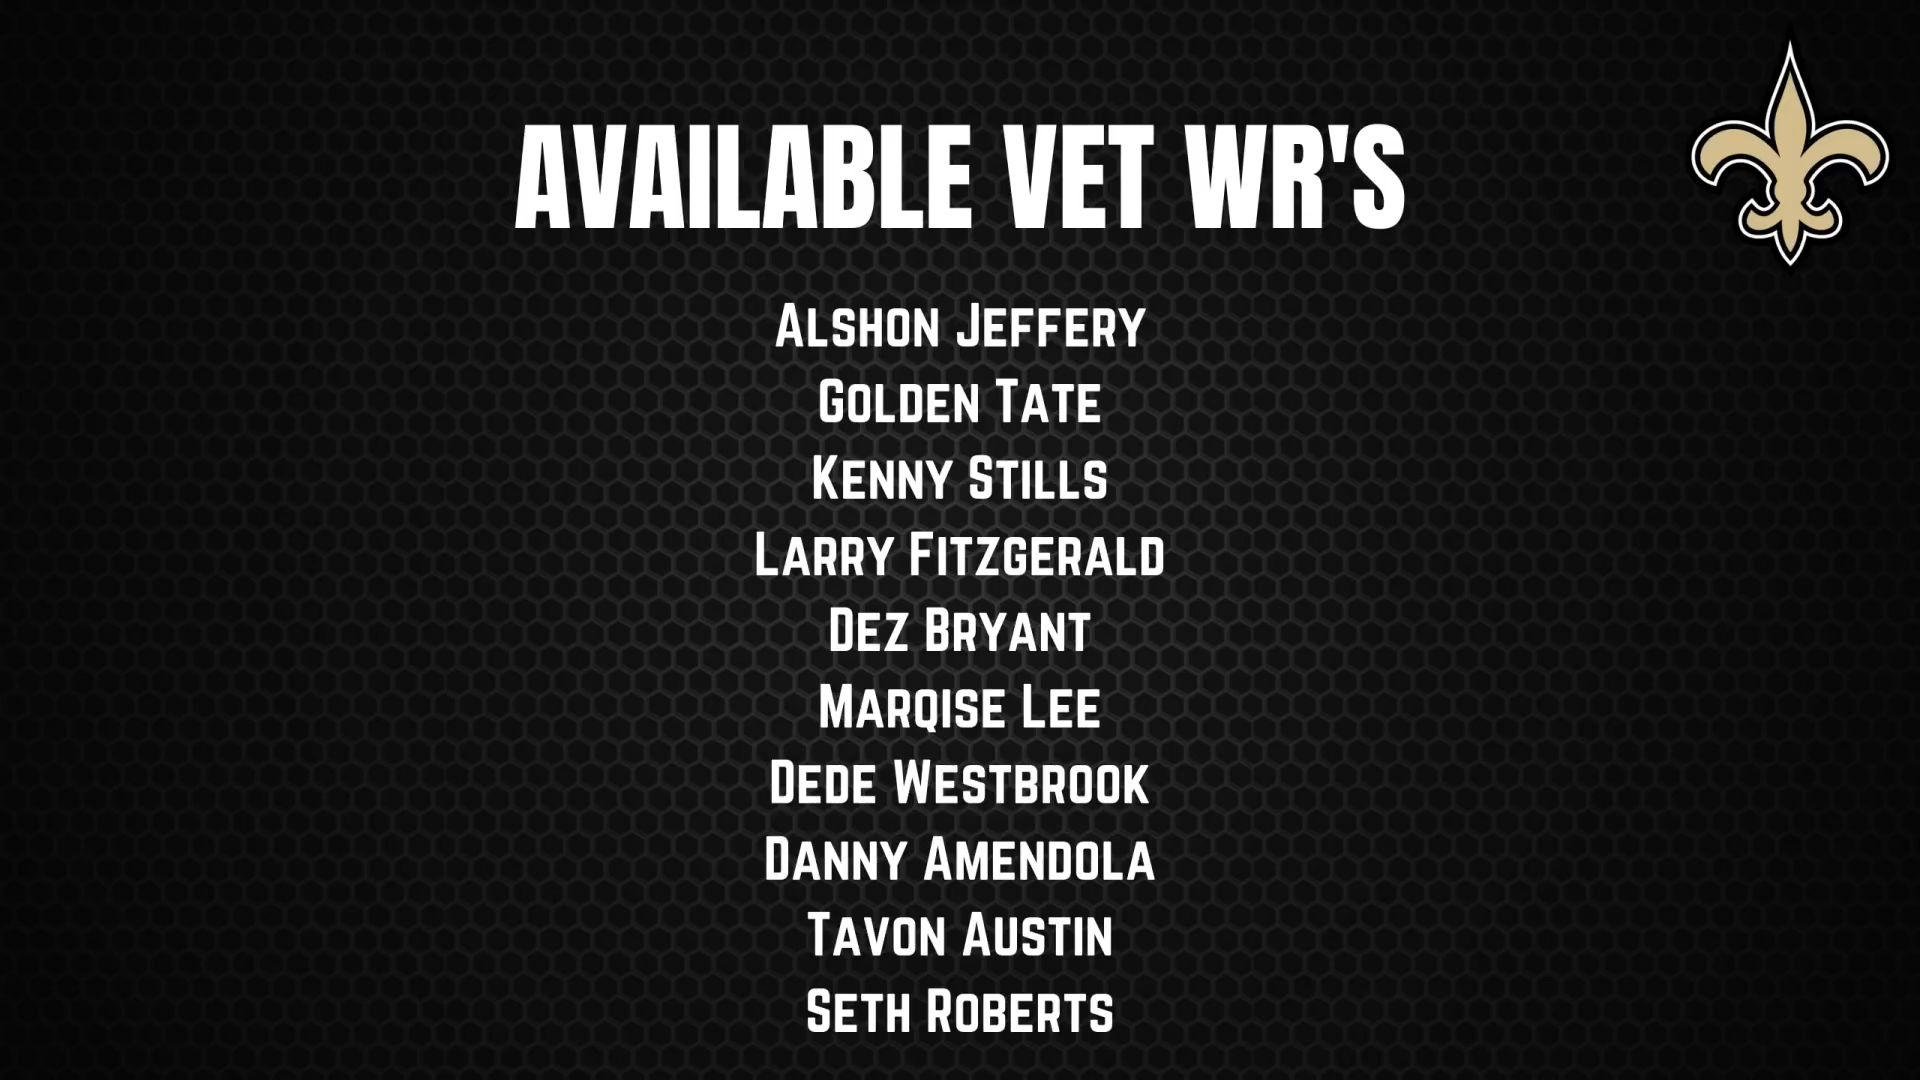 AVAILABLE VET WR'S
Alshon Jeffery
Golden Tate
Kenny Stills
Larry Fitzgerald
Dez Bryant
Marqise Lee
Dede Westbrook
Danny Amendola
Tavon Austin
Seth Roberts